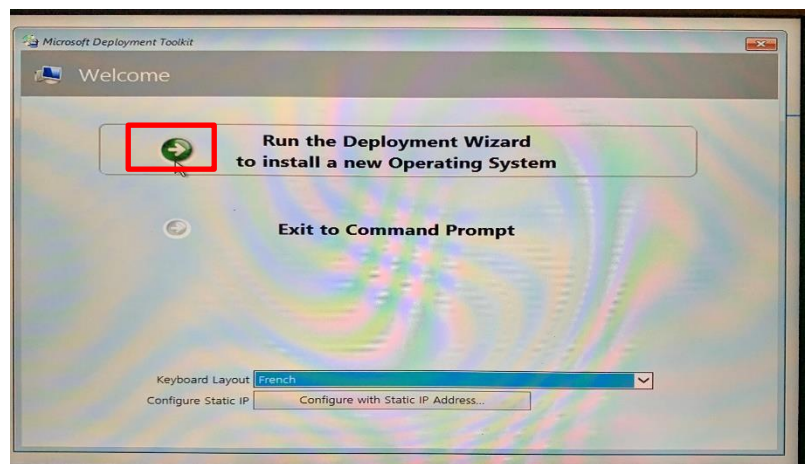 Microsoft Deployment Toolkit
Welcome
Run the Deployment Wizard
to install a new Operating System
Exit to Command Prompt
Keyboard Layout French
Configure Static IP Configure with Static IP Address...